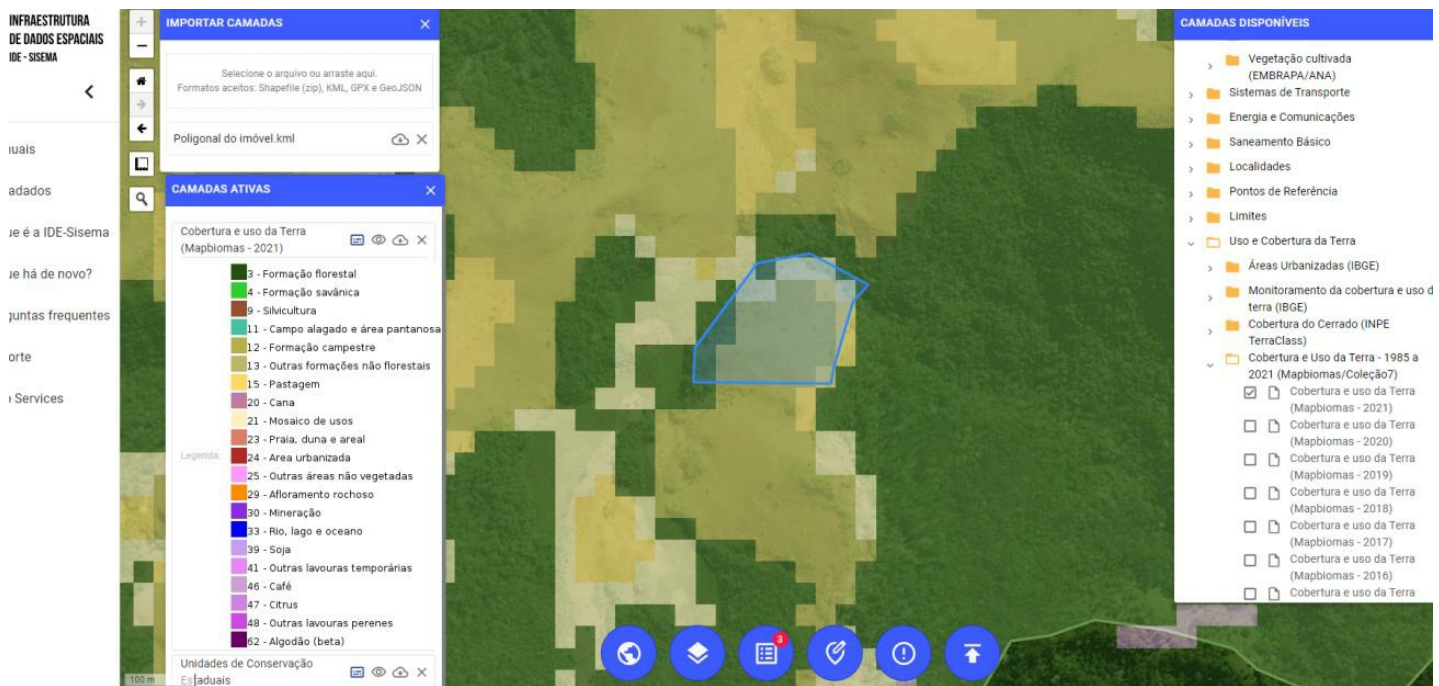 INFRAESTRUTURA
DE DADOS ESPACIAIS
IDE - SISEMA
uais
adados
ue é a IDE-Sisema
ue há de novo?
guntas frequentes
orte
Services
IMPORTAR CAMADAS
Selecione o arquivo ou arraste aqui.
Formatos aceitos: Shapefile (zip), KML, GPX e GeoJSON
Poligonal do imóvel.kml
CAMADAS ATIVAS
Cobertura e uso da Terra
(Mapbiomas - 2021)
Legenda:
3 - Formação florestal
4 - Formação savânica
9 - Silvicultura
11 - Campo alagado e área pantanosa
12 - Formação campestre
13 - Outras formações não florestais
15 - Pastagem
20 - Cana
21 - Mosaico de usos
23 - Praia, duna e areal
24 - Area urbanizada
25 - Outras áreas não vegetadas
29 - Afloramento rochoso
30 - Mineração
33 - Rio, lago e oceano
39 - Soja
41 - Outras lavouras temporárias
46 - Café
47 - Citrus
48 - Outras lavouras perenes
62 - Algodão (beta)
Unidades de Conservação
Estaduais
100 m
3
CAMADAS DISPONÍVEIS
Vegetação cultivada
(EMBRAPA/ANA)
Sistemas de Transporte
Energia e Comunicações
Saneamento Básico
Localidades
Pontos de Referência
Limites
Uso e Cobertura da Terra
Áreas Urbanizadas (IBGE)
Monitoramento da cobertura e uso d
terra (IBGE)
Cobertura do Cerrado (INPE
TerraClass)
Cobertura e Uso da Terra - 1985 a
2021 (Mapbiomas/Coleção7)
Cobertura e uso da Terra
(Mapbiomas - 2021)
Cobertura e uso da Terra
(Mapbiomas - 2020)
Cobertura e uso da Terra
(Mapbiomas - 2019)
Cobertura e uso da Terra
(Mapbiomas - 2018)
Cobertura e uso da Terra
(Mapbiomas - 2017)
Cobertura e uso da Terra
(Mapbiomas - 2016)
Cobertura e uso da Terra